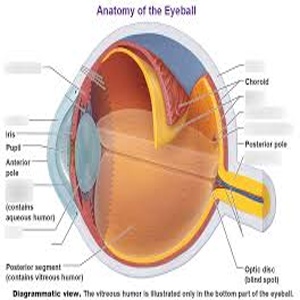 Anatomy of the Eyeball
Iris
Pupil
Anterior
pole
(contains
aqueous humor)
Posterior segment
(contains vitreous humor)
Choroid
Posterior pole
Optic disc
(blind spot)
Diagrammatic view. The vitreous humor is illustrated only in the bottom part of the eyeball.